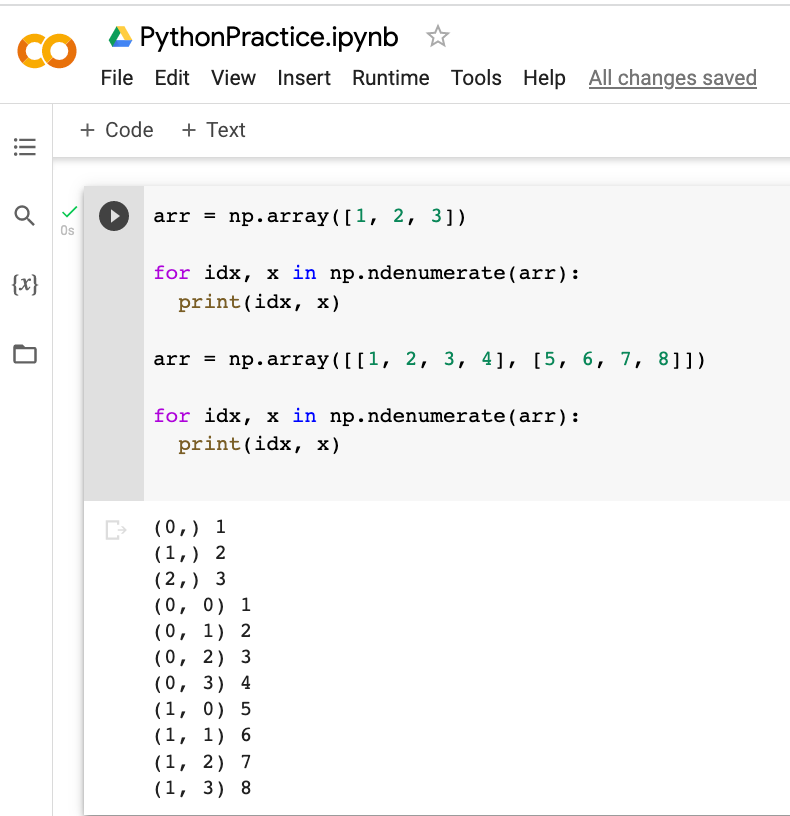 PythonPractice.ipynb
File Edit View Insert Runtime Tools Help All changes saved
+ Code + Text
{x}
0s
arr = np.array([1, 2, 3])
for idx, x in np.ndenumerate(arr):
  print(idx, x)
arr = np.array([[1, 2, 3, 4], [5, 6, 7, 8]])
for idx, x in np.ndenumerate(arr):
  print(idx, x)
(0,) 1
(1,) 2
(2,) 3
(0, 0) 1
(0, 1) 2
(0, 2) 3
(0, 3) 4
(1, 0) 5
(1, 1) 6
(1, 2) 7
(1, 3) 8